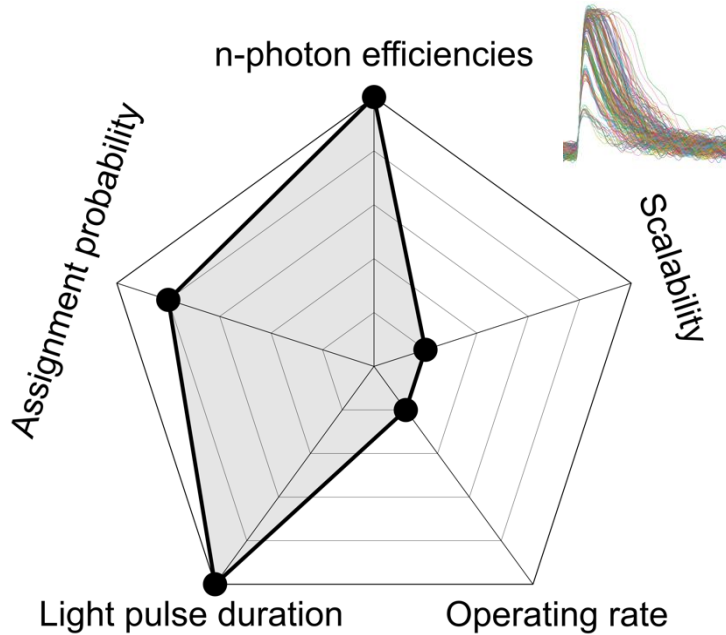 n-photon efficiencies
Assignment probability
Scalability
Light pulse duration
Operating rate